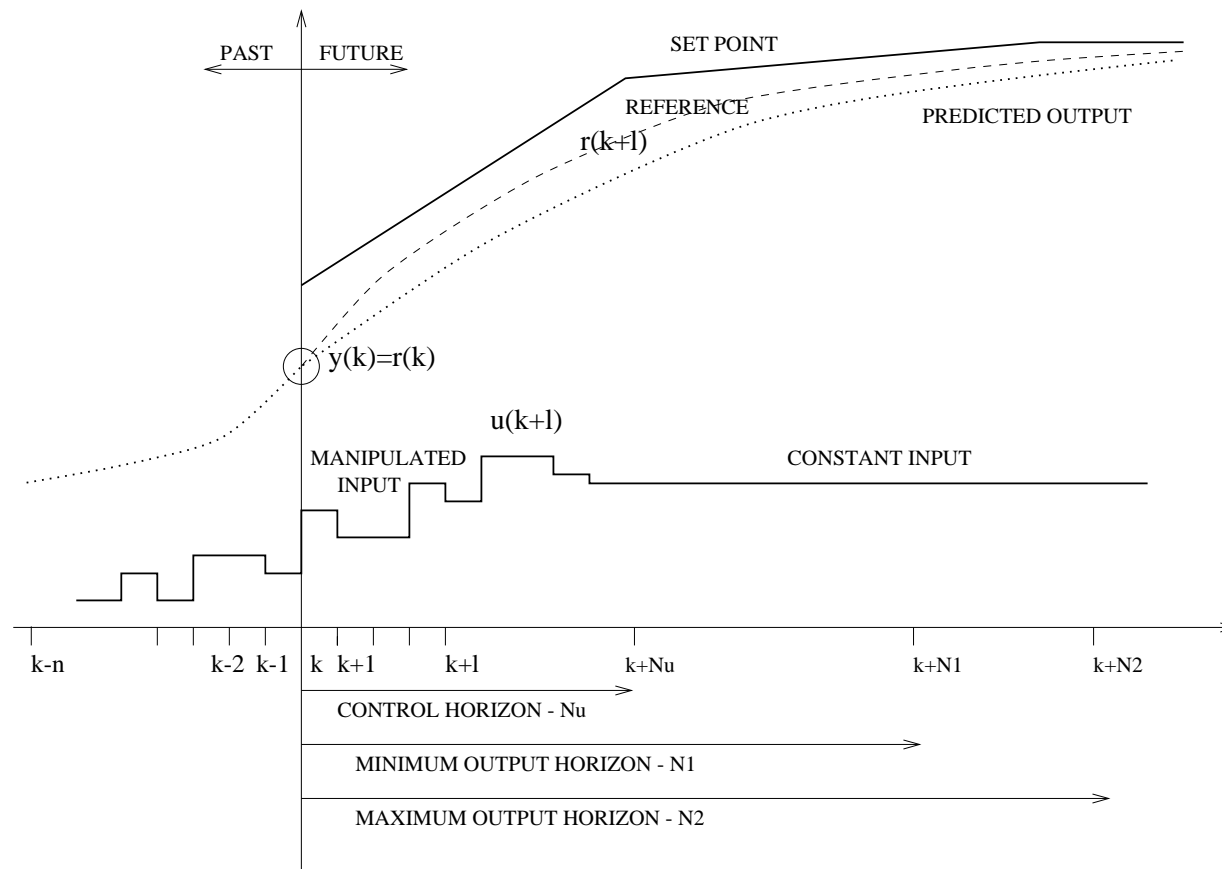 PAST FUTURE
SET POINT
REFERENCE
PREDICTED OUTPUT
r(k+l)
y(k)=r(k)
u(k+l)
MANIPULATED
INPUT
CONSTANT INPUT
k-n k-2 k-1 k k+1 k+l k+Nu k+N1 k+N2
CONTROL HORIZON - Nu
MINIMUM OUTPUT HORIZON - N1
MAXIMUM OUTPUT HORIZON - N2